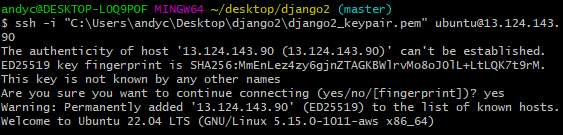 andyc@DESKTOP-LOQ9POF MINGW64 ~/desktop/django2 (master)
$ ssh -i "C:\Users\andyc\Desktop\django2\django2_keypair.pem" ubuntu@13.124.143.
90
The authenticity of host '13.124.143.90 (13.124.143.90)' can't be established.
ED25519 key fingerprint is SHA256:MmEnLez4zy6gjnZTAGKBWlrvMo8oJOlL+LtLQK7t9rM.
This key is not known by any other names
Are you sure you want to continue connecting (yes/no/[fingerprint])? yes
Warning: Permanently added '13.124.143.90' (ED25519) to the list of known hosts.
Welcome to Ubuntu 22.04 LTS (GNU/Linux 5.15.0-1011-aws x86_64)